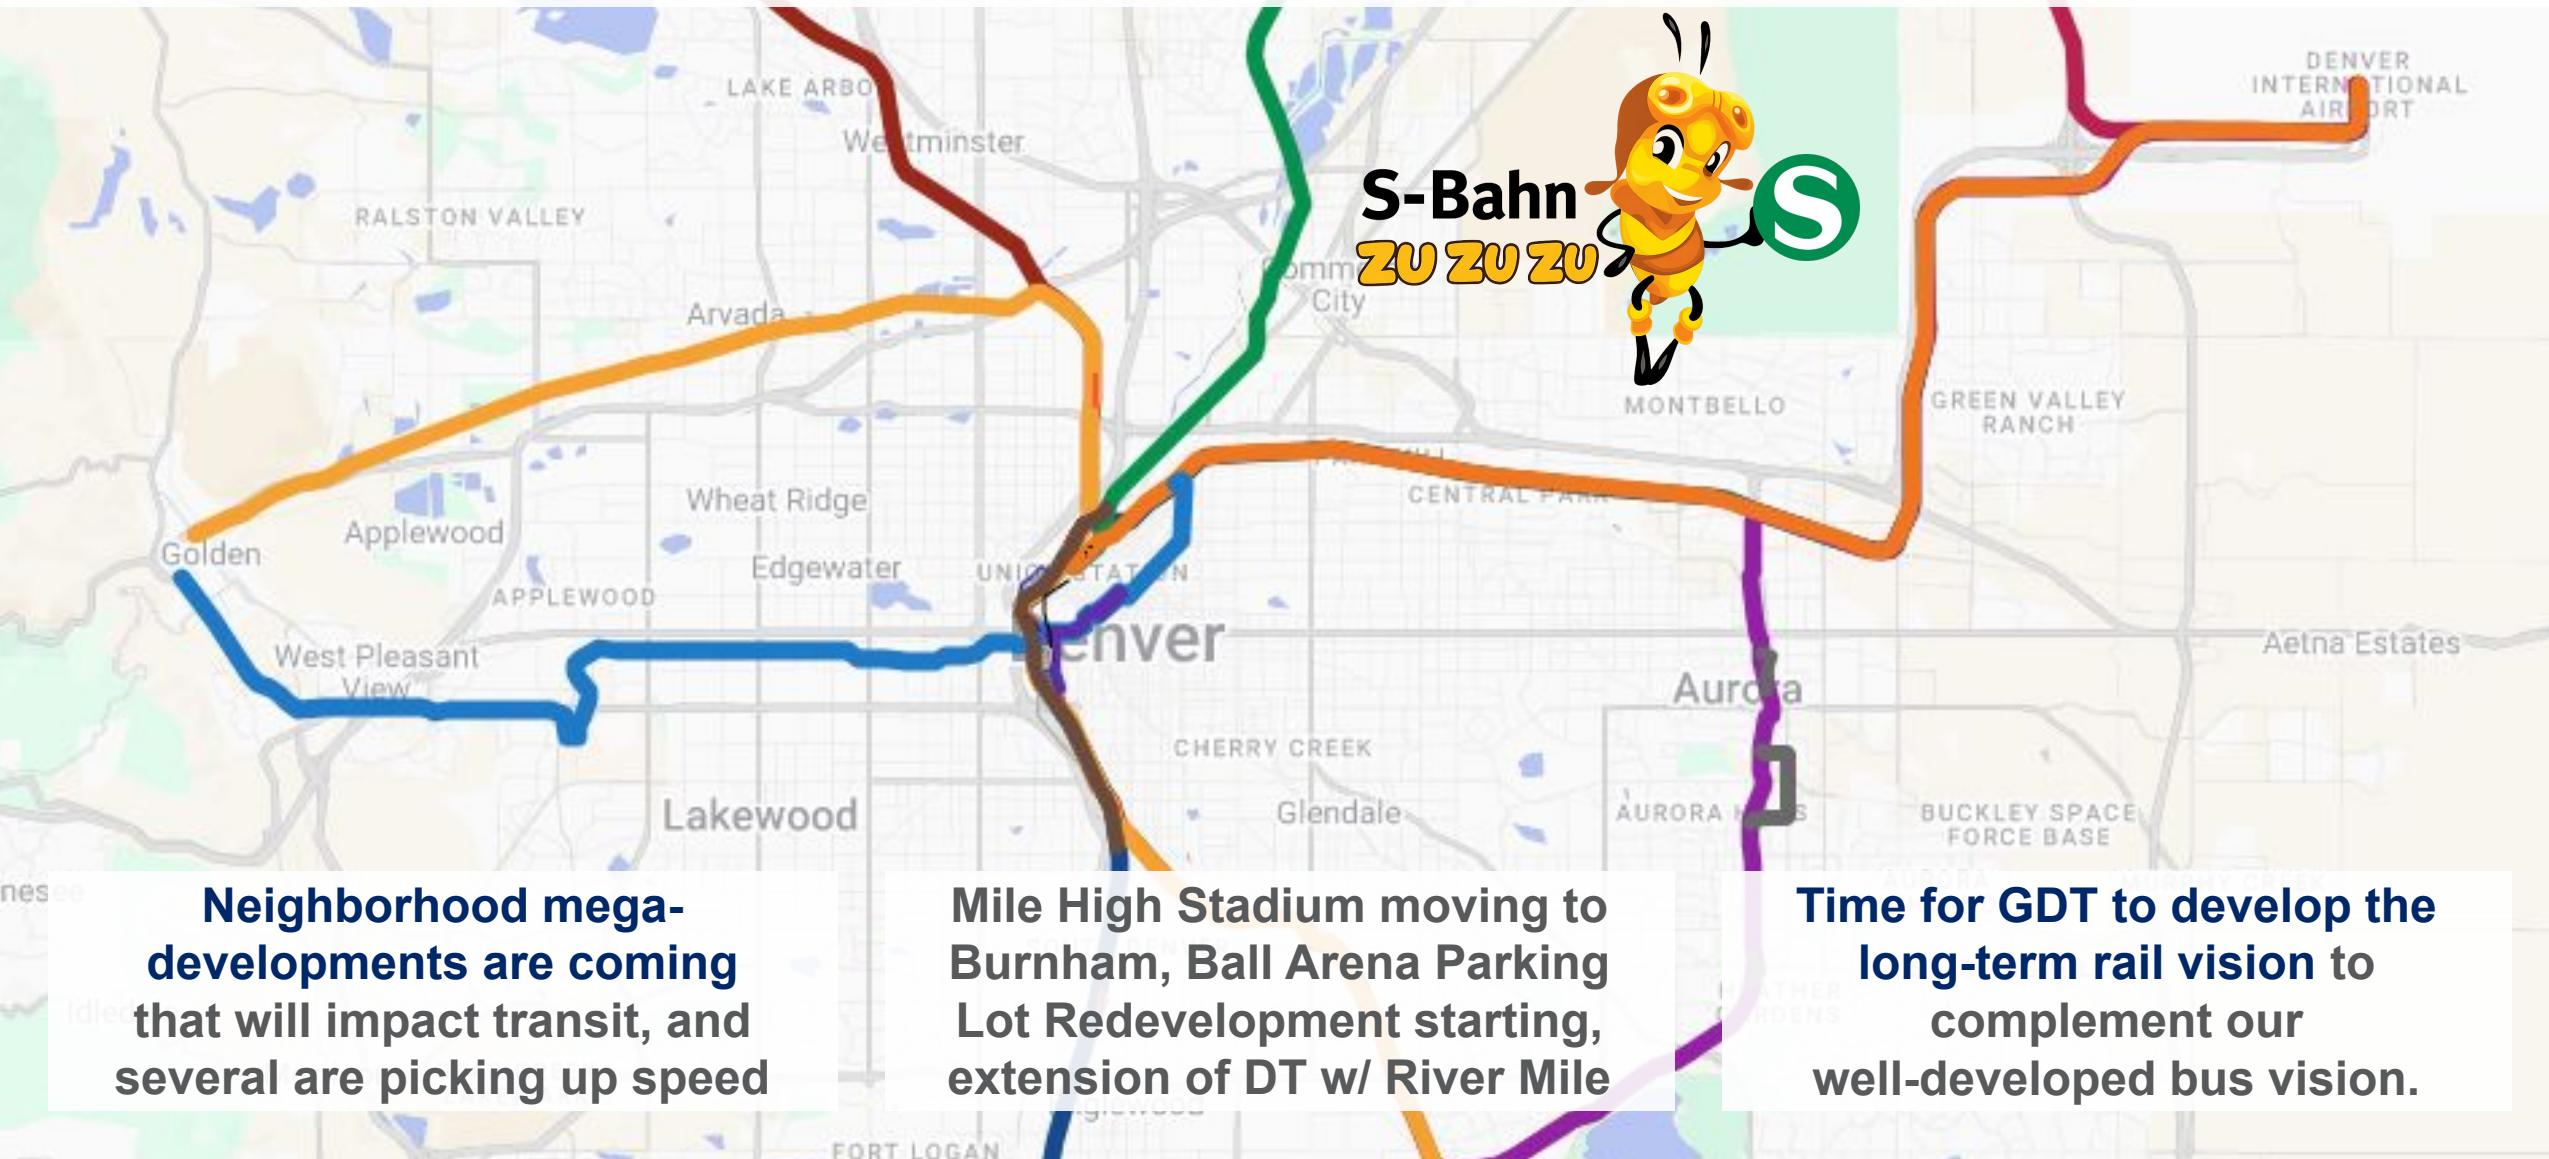 DENVER
INTERNATIONAL
AIRPORT
LAKE ARBO
Westminster
RALSTON VALLEY
S-Bahn
S
ZU ZU ZU
City
Arvada
MONTBELLO
GREEN VALLEY
RANCH
CENTRAL PARK
Wheat Ridge
Applewood
Golden
Edgewater
UNION STATION
APPLEWOOD
Denver
West Pleasant
View
Aetna Estates
Aurora
CHERRY CREEK
Lakewood
Glendale
AURORA HILLS
BUCKLEY SPACE
FORCE BASE
Neighborhood mega-
developments are coming
that will impact transit, and
several are picking up speed
Mile High Stadium moving to
Burnham, Ball Arena Parking
Lot Redevelopment starting,
extension of DT w/ River Mile
Time for GDT to develop the
long-term rail vision to
complement our
well-developed bus vision.
FORT LOGAN